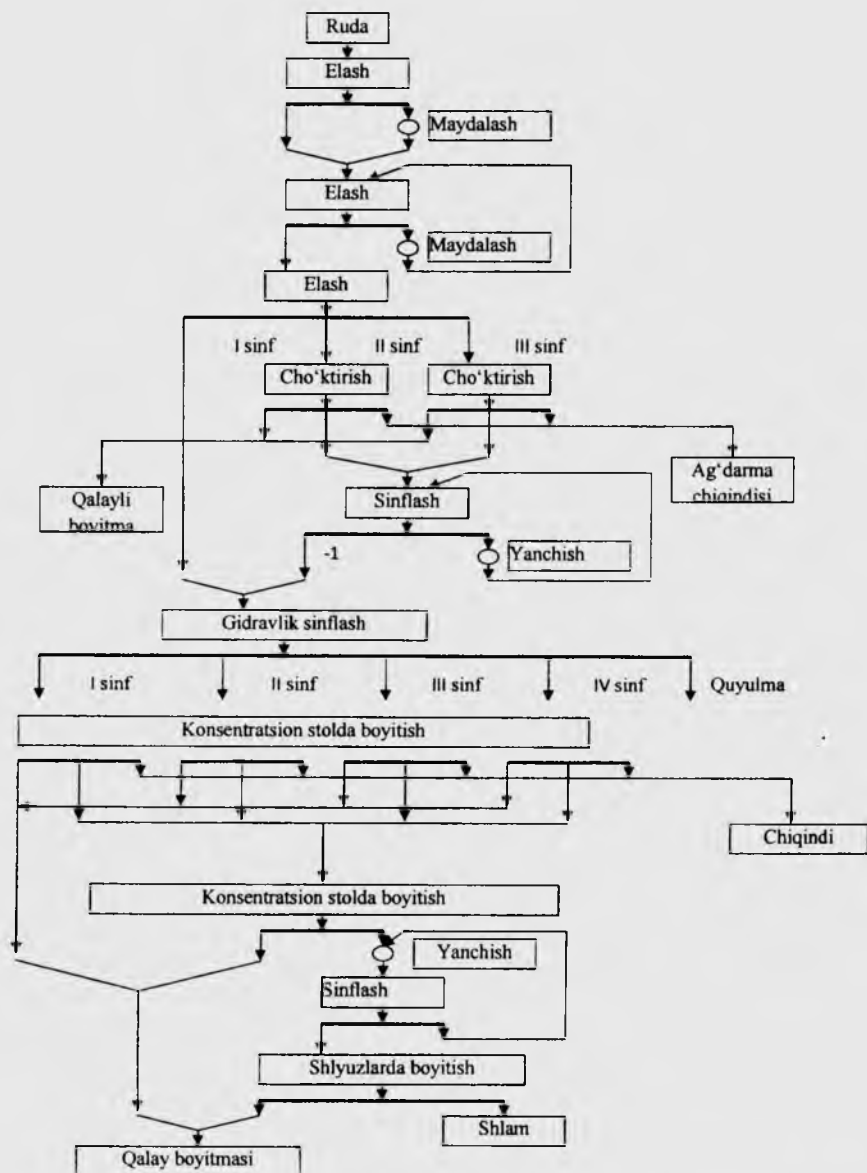 Ruda
Elash
Maydalash
Elash
Maydalash
Elash
I sinf
II sinf
III sinf
Cho‘ktirish
Cho‘ktirish
Qalayli
boyitma
Ag‘darma
chiqindisi
Sinflash
-1
Yanchish
Gidravlik sinflash
I sinf
II sinf
III sinf
IV sinf
Quyulma
Konsentratsion stolda boyitish
Chiqindi
Konsentratsion stolda boyitish
Yanchish
Sinflash
Shlyuzlarda boyitish
Shlam
Qalay boyitmasi